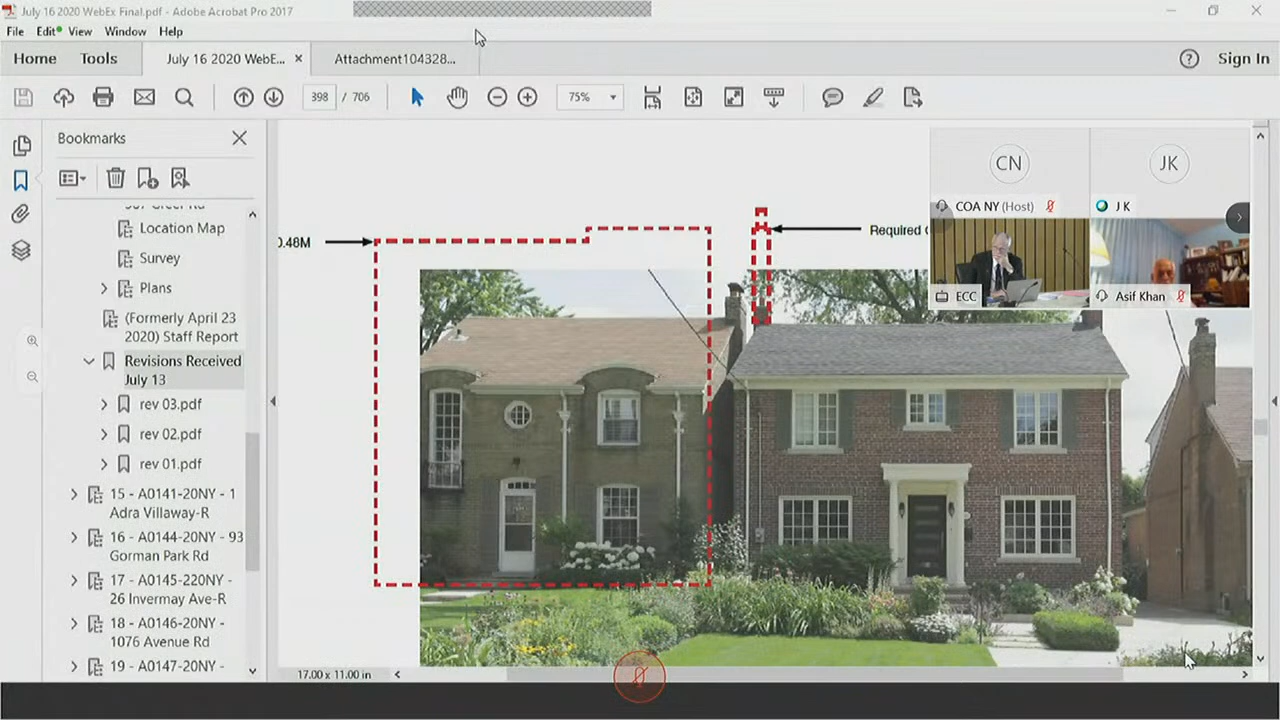 July 16 2020 WebEx Final.pdf - Adobe Acrobat Pro 2017
File Edit View Window Help
Home Tools July 16 2020 WebE... × Attachment104328... Sign In
398 / 706 75%
Bookmarks
Location Map
Survey
Plans
(Formerly April 23
2020) Staff Report
Revisions Received
July 13
rev 03.pdf
rev 02.pdf
rev 01.pdf
15 - A0141-20NY - 1
Adra Villaway-R
16 - A0144-20NY - 93
Gorman Park Rd
17 - A0145-220NY -
26 Invermay Ave-R
18 - A0146-20NY -
1076 Avenue Rd
19 - A0147-20NY -
0.48M
Required
CN
COA NY (Host)
JK
J K
ECC
Asif Khan
17.00 x 11.00 in